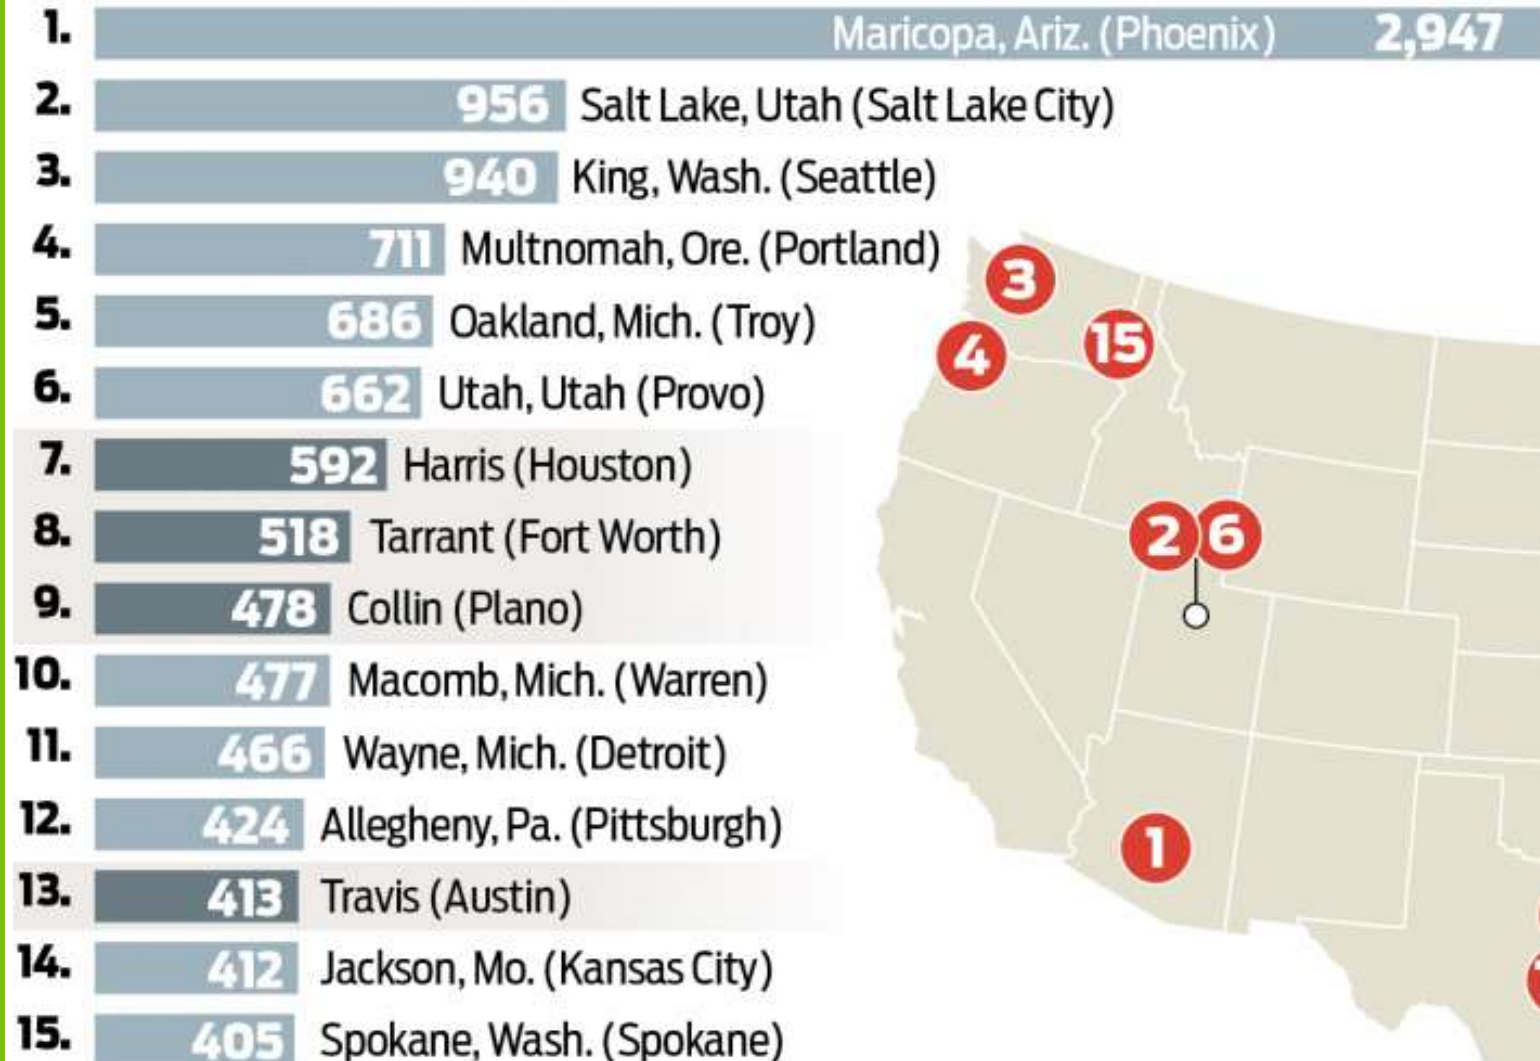 1. Maricopa, Ariz. (Phoenix) 2,947
2. 956 Salt Lake, Utah (Salt Lake City)
3. 940 King, Wash. (Seattle)
4. 711 Multnomah, Ore. (Portland)
5. 686 Oakland, Mich. (Troy)
6. 662 Utah, Utah (Provo)
7. 592 Harris (Houston)
8. 518 Tarrant (Fort Worth)
9. 478 Collin (Plano)
10. 477 Macomb, Mich. (Warren)
11. 466 Wayne, Mich. (Detroit)
12. 424 Allegheny, Pa. (Pittsburgh)
13. 413 Travis (Austin)
14. 412 Jackson, Mo. (Kansas City)
15. 405 Spokane, Wash. (Spokane)
3
15
4
2 6
1